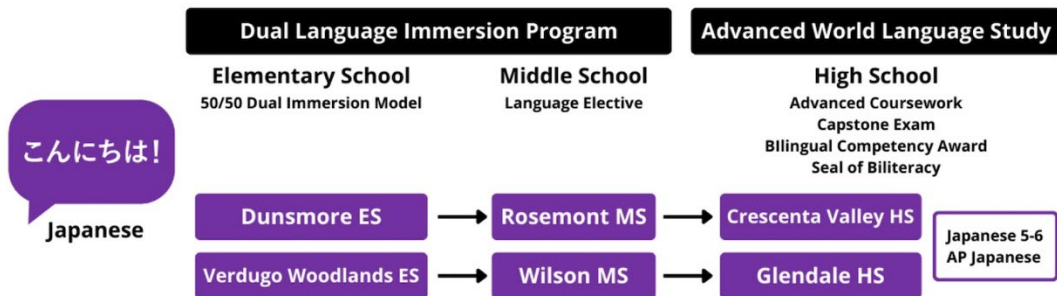 Dual Language Immersion Program
Advanced World Language Study
Elementary School
50/50 Dual Immersion Model
Middle School
Language Elective
High School
Advanced Coursework
Capstone Exam
BIlingual Competency Award
Seal of Biliteracy
こんにちは!
Japanese
Dunsmore ES
Rosemont MS
Crescenta Valley HS
Verdugo Woodlands ES
Wilson MS
Glendale HS
Japanese 5-6
AP Japanese